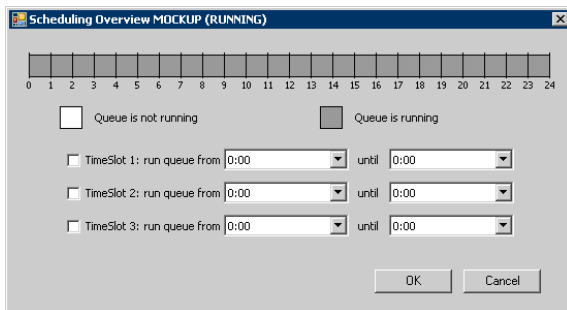 Scheduling Overview MOCKUP (RUNNING)
0 1 2 3 4 5 6 7 8 9 10 11 12 13 14 15 16 17 18 19 20 21 22 23 24
Queue is not running Queue is running
TimeSlot 1: run queue from 0:00 until 0:00
TimeSlot 2: run queue from 0:00 until 0:00
TimeSlot 3: run queue from 0:00 until 0:00
OK Cancel